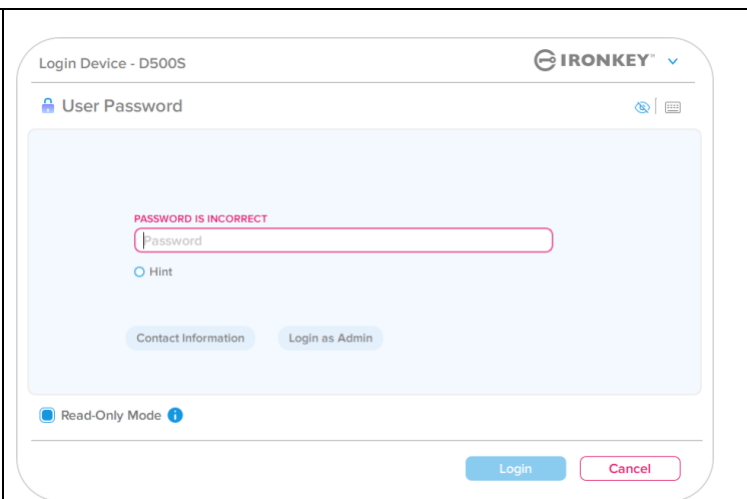 Login Device - D500S
IRONKEY™
User Password
PASSWORD IS INCORRECT
Password
Hint
Contact Information
Login as Admin
Read-Only Mode
Login
Cancel